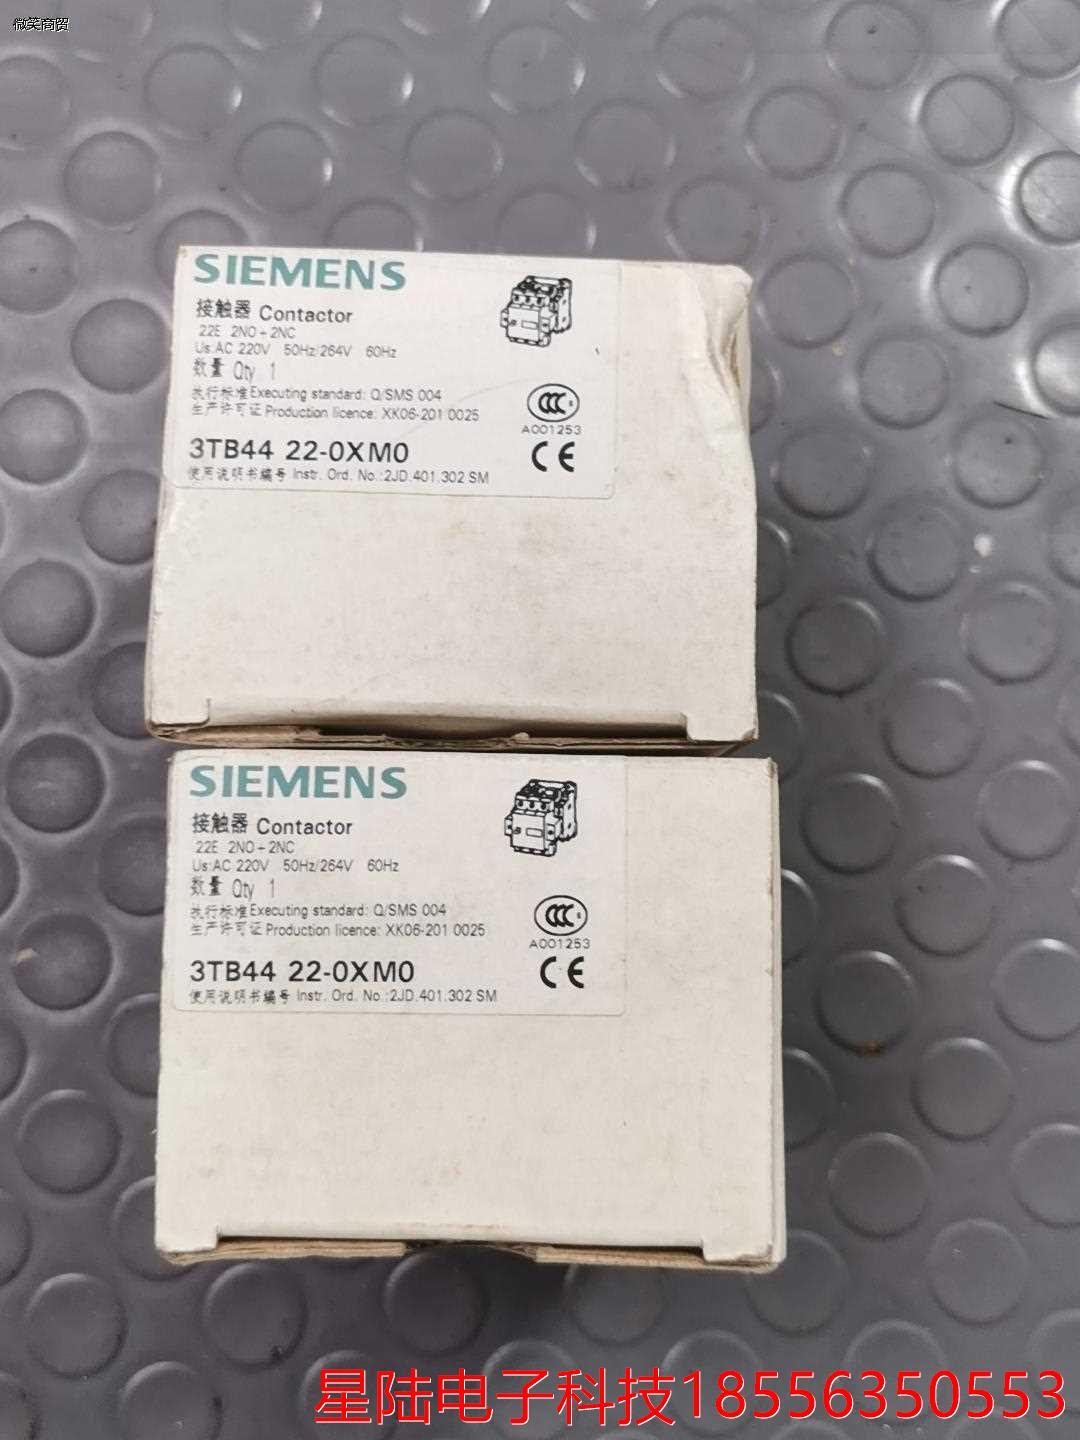 微笑商贸
SIEMENS
接触器 Contactor
22E 2NO+2NC
Us:AC 220V 50Hz/264V 60Hz
数量 Qty 1
执行标准 Executing standard: Q/SMS 004
生产许可证 Production licence: XK06-201 0025
CCC S
A001253
3TB44 22-0XM0
CE
使用说明书编号 Instr. Ord. No.:2JD.401.302 SM
SIEMENS
接触器 Contactor
22E 2NO+2NC
Us:AC 220V 50Hz/264V 60Hz
数量 Qty 1
执行标准 Executing standard: Q/SMS 004
生产许可证 Production licence: XK06-201 0025
CCC S
A001253
3TB44 22-0XM0
CE
使用说明书编号 Instr. Ord. No.:2JD.401.302 SM
星陆电子科技18556350553